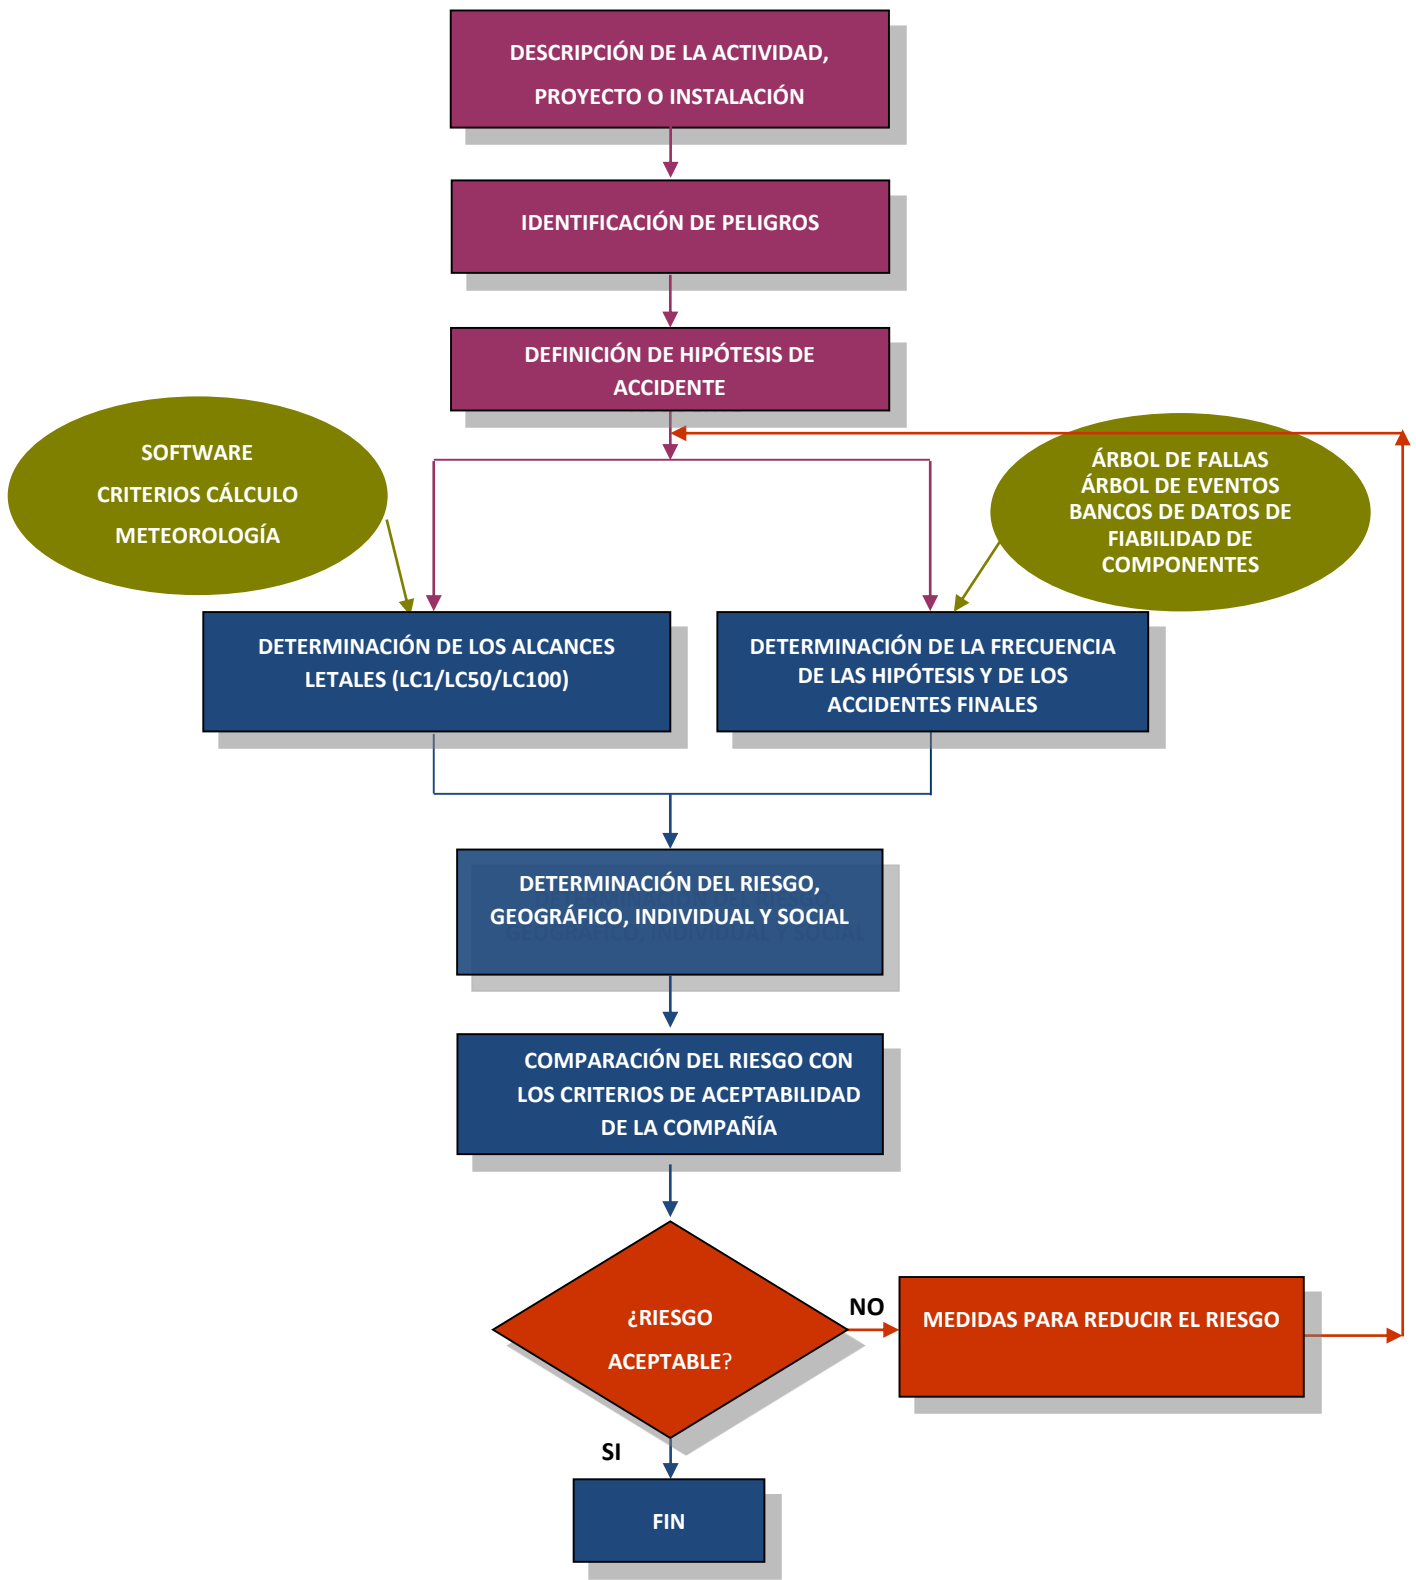 DESCRIPCIÓN DE LA ACTIVIDAD,
PROYECTO O INSTALACIÓN
IDENTIFICACIÓN DE PELIGROS
DEFINICIÓN DE HIPÓTESIS DE
ACCIDENTE
SOFTWARE
CRITERIOS CÁLCULO
METEOROLOGÍA
ÁRBOL DE FALLAS
ÁRBOL DE EVENTOS
BANCOS DE DATOS DE
FIABILIDAD DE
COMPONENTES
DETERMINACIÓN DE LOS ALCANCES
LETALES (LC1/LC50/LC100)
DETERMINACIÓN DE LA FRECUENCIA
DE LAS HIPÓTESIS Y DE LOS
ACCIDENTES FINALES
DETERMINACIÓN DEL RIESGO,
GEOGRÁFICO, INDIVIDUAL Y SOCIAL
COMPARACIÓN DEL RIESGO CON
LOS CRITERIOS DE ACEPTABILIDAD
DE LA COMPAÑÍA
¿RIESGO
ACEPTABLE?
NO
MEDIDAS PARA REDUCIR EL RIESGO
SI
FIN